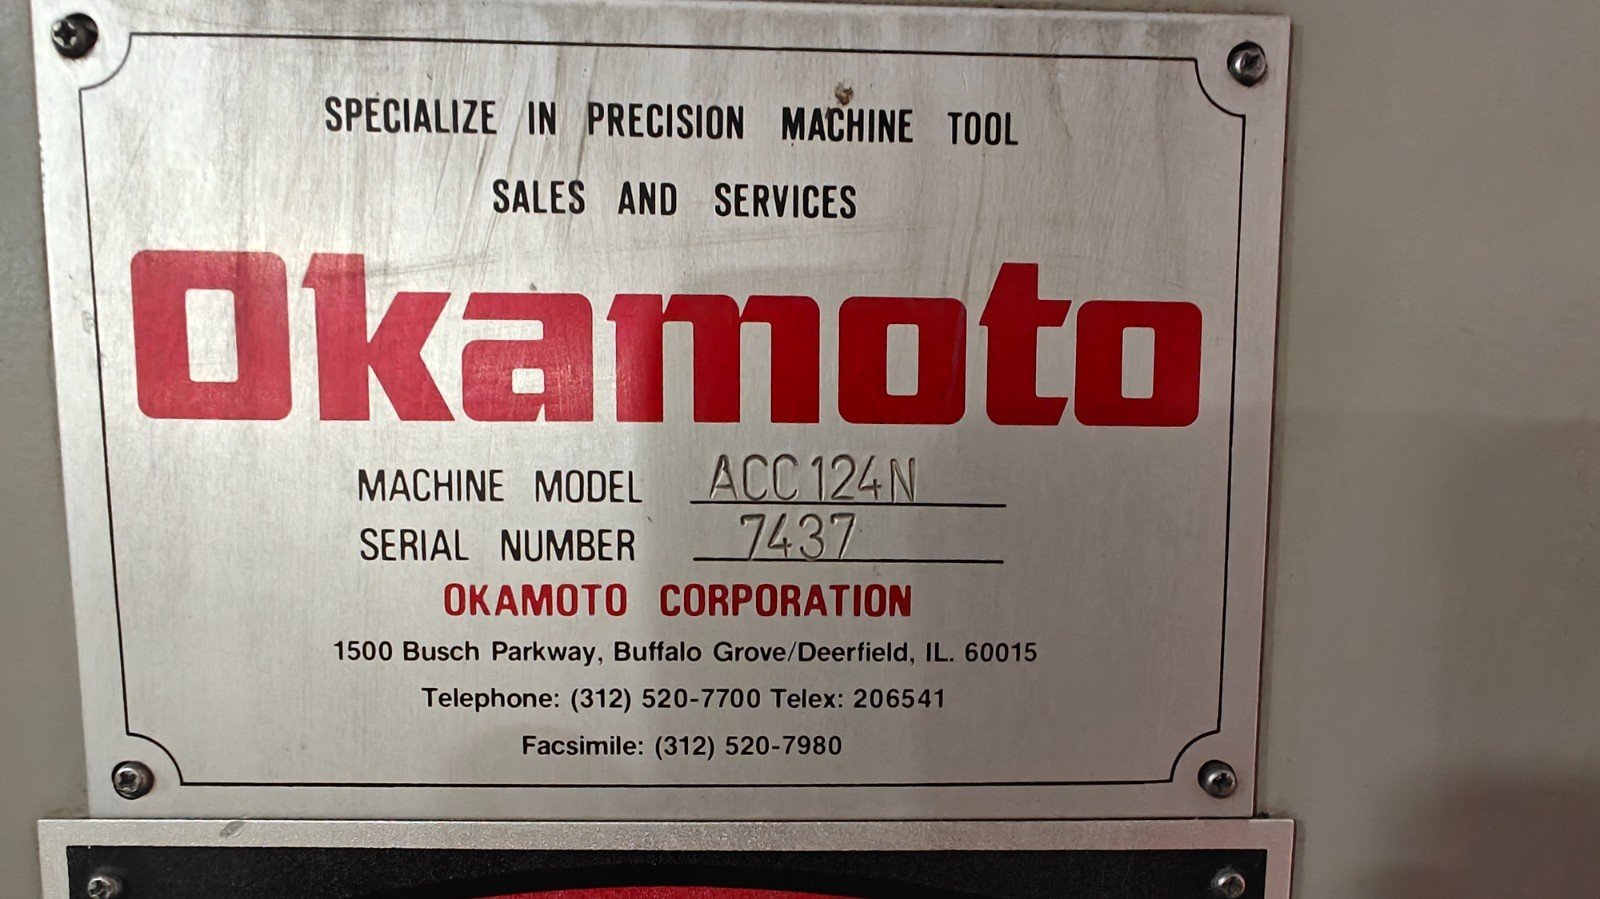 SPECIALIZE IN PRECISION MACHINE TOOL
SALES AND SERVICES
Okamoto
MACHINE MODEL ACC124N
SERIAL NUMBER 7437
OKAMOTO CORPORATION
1500 Busch Parkway, Buffalo Grove/Deerfield, IL. 60015
Telephone: (312) 520-7700 Telex: 206541
Facsimile: (312) 520-7980